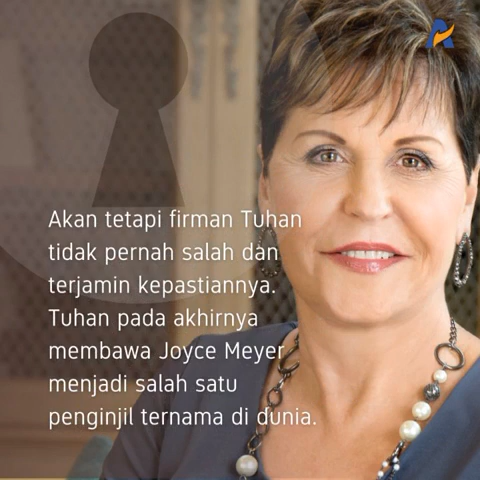 Akan tetapi firman Tuhan
tidak pernah salah dan
terjamin kepastiannya.
Tuhan pada akhirnya
membawa Joyce Meyer
menjadi salah satu
penginjil ternama di dunia.